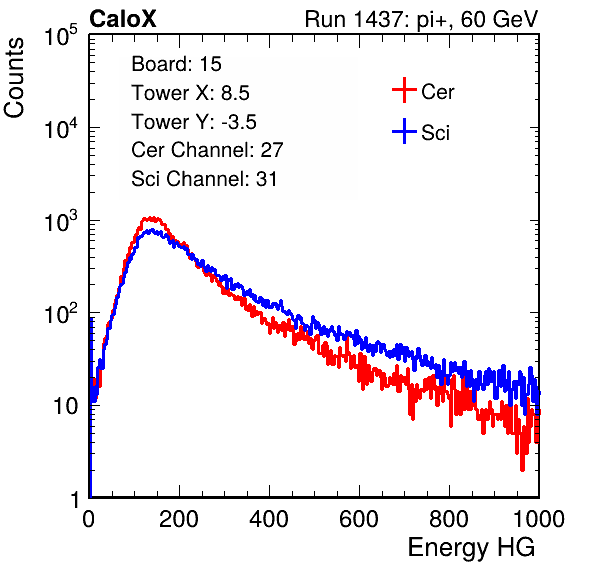 CaloX
Run 1437: pi+, 60 GeV
Counts
Board: 15
Tower X: 8.5
Tower Y: -3.5
Cer Channel: 27
Sci Channel: 31
Cer
Sci
10^5
10^4
10^3
10^2
10
1
0 200 400 600 800 1000
Energy HG